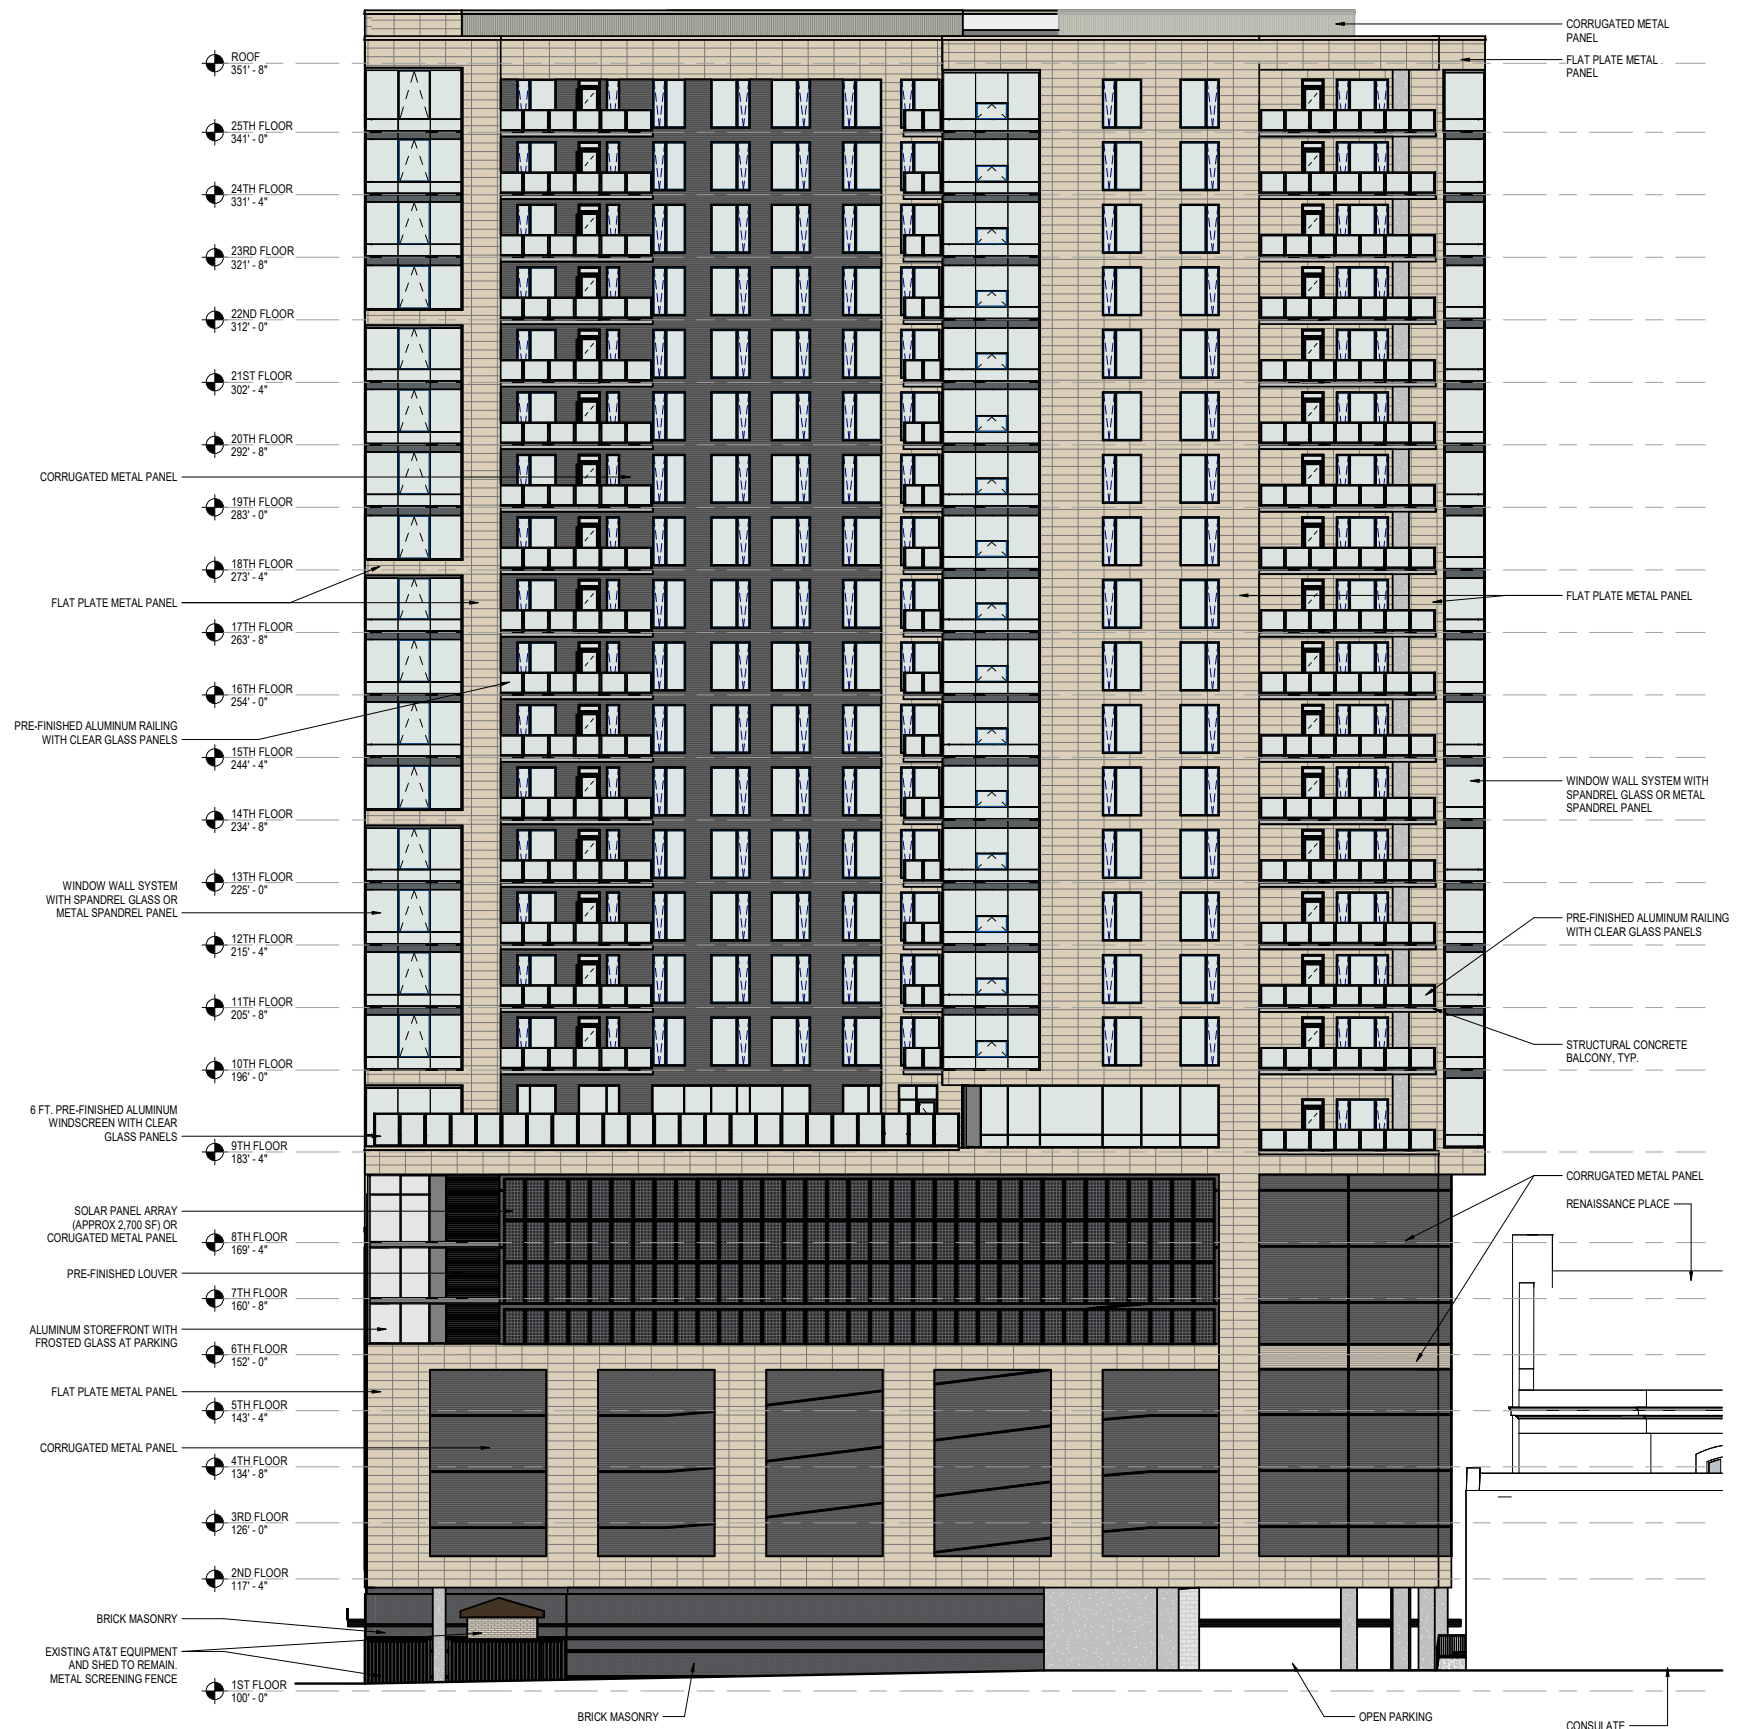 CORRUGATED METAL
PANEL
ROOF
351' - 8"
FLAT PLATE METAL
PANEL
25TH FLOOR
341' - 0"
24TH FLOOR
331' - 4"
23RD FLOOR
321' - 8"
22ND FLOOR
312' - 0"
21ST FLOOR
302' - 4"
20TH FLOOR
292' - 8"
CORRUGATED METAL PANEL
19TH FLOOR
283' - 0"
18TH FLOOR
273' - 4"
FLAT PLATE METAL PANEL
FLAT PLATE METAL PANEL
17TH FLOOR
263' - 8"
16TH FLOOR
254' - 0"
PRE-FINISHED ALUMINUM RAILING
WITH CLEAR GLASS PANELS
15TH FLOOR
244' - 4"
WINDOW WALL SYSTEM WITH
SPANDREL GLASS OR METAL
SPANDREL PANEL
14TH FLOOR
234' - 8"
13TH FLOOR
225' - 0"
WINDOW WALL SYSTEM
WITH SPANDREL GLASS OR
METAL SPANDREL PANEL
PRE-FINISHED ALUMINUM RAILING
WITH CLEAR GLASS PANELS
12TH FLOOR
215' - 4"
11TH FLOOR
205' - 8"
STRUCTURAL CONCRETE
BALCONY, TYP.
10TH FLOOR
196' - 0"
6 FT. PRE-FINISHED ALUMINUM
WINDSCREEN WITH CLEAR
GLASS PANELS
9TH FLOOR
183' - 4"
CORRUGATED METAL PANEL
RENAISSANCE PLACE
SOLAR PANEL ARRAY
(APPROX 2,700 SF) OR
CORUGATED METAL PANEL
8TH FLOOR
169' - 4"
PRE-FINISHED LOUVER
7TH FLOOR
160' - 8"
ALUMINUM STOREFRONT WITH
FROSTED GLASS AT PARKING
6TH FLOOR
152' - 0"
FLAT PLATE METAL PANEL
5TH FLOOR
143' - 4"
CORRUGATED METAL PANEL
4TH FLOOR
134' - 8"
3RD FLOOR
126' - 0"
2ND FLOOR
117' - 4"
BRICK MASONRY
EXISTING AT&T EQUIPMENT
AND SHED TO REMAIN.
METAL SCREENING FENCE
1ST FLOOR
100' - 0"
BRICK MASONRY
OPEN PARKING
CONSULATE